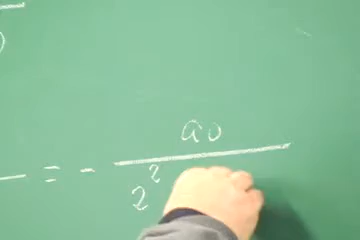 = - a0
2²